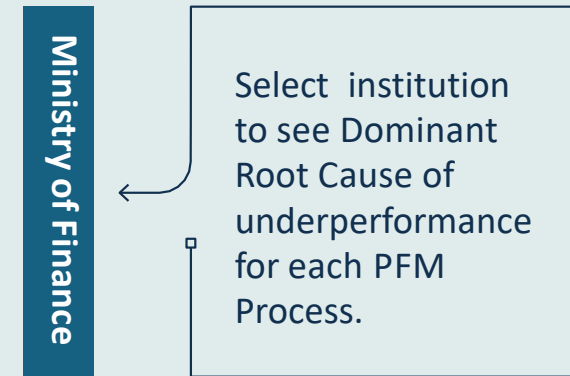 Ministry of Finance
Select institution
to see Dominant
Root Cause of
underperformance
for each PFM
Process.